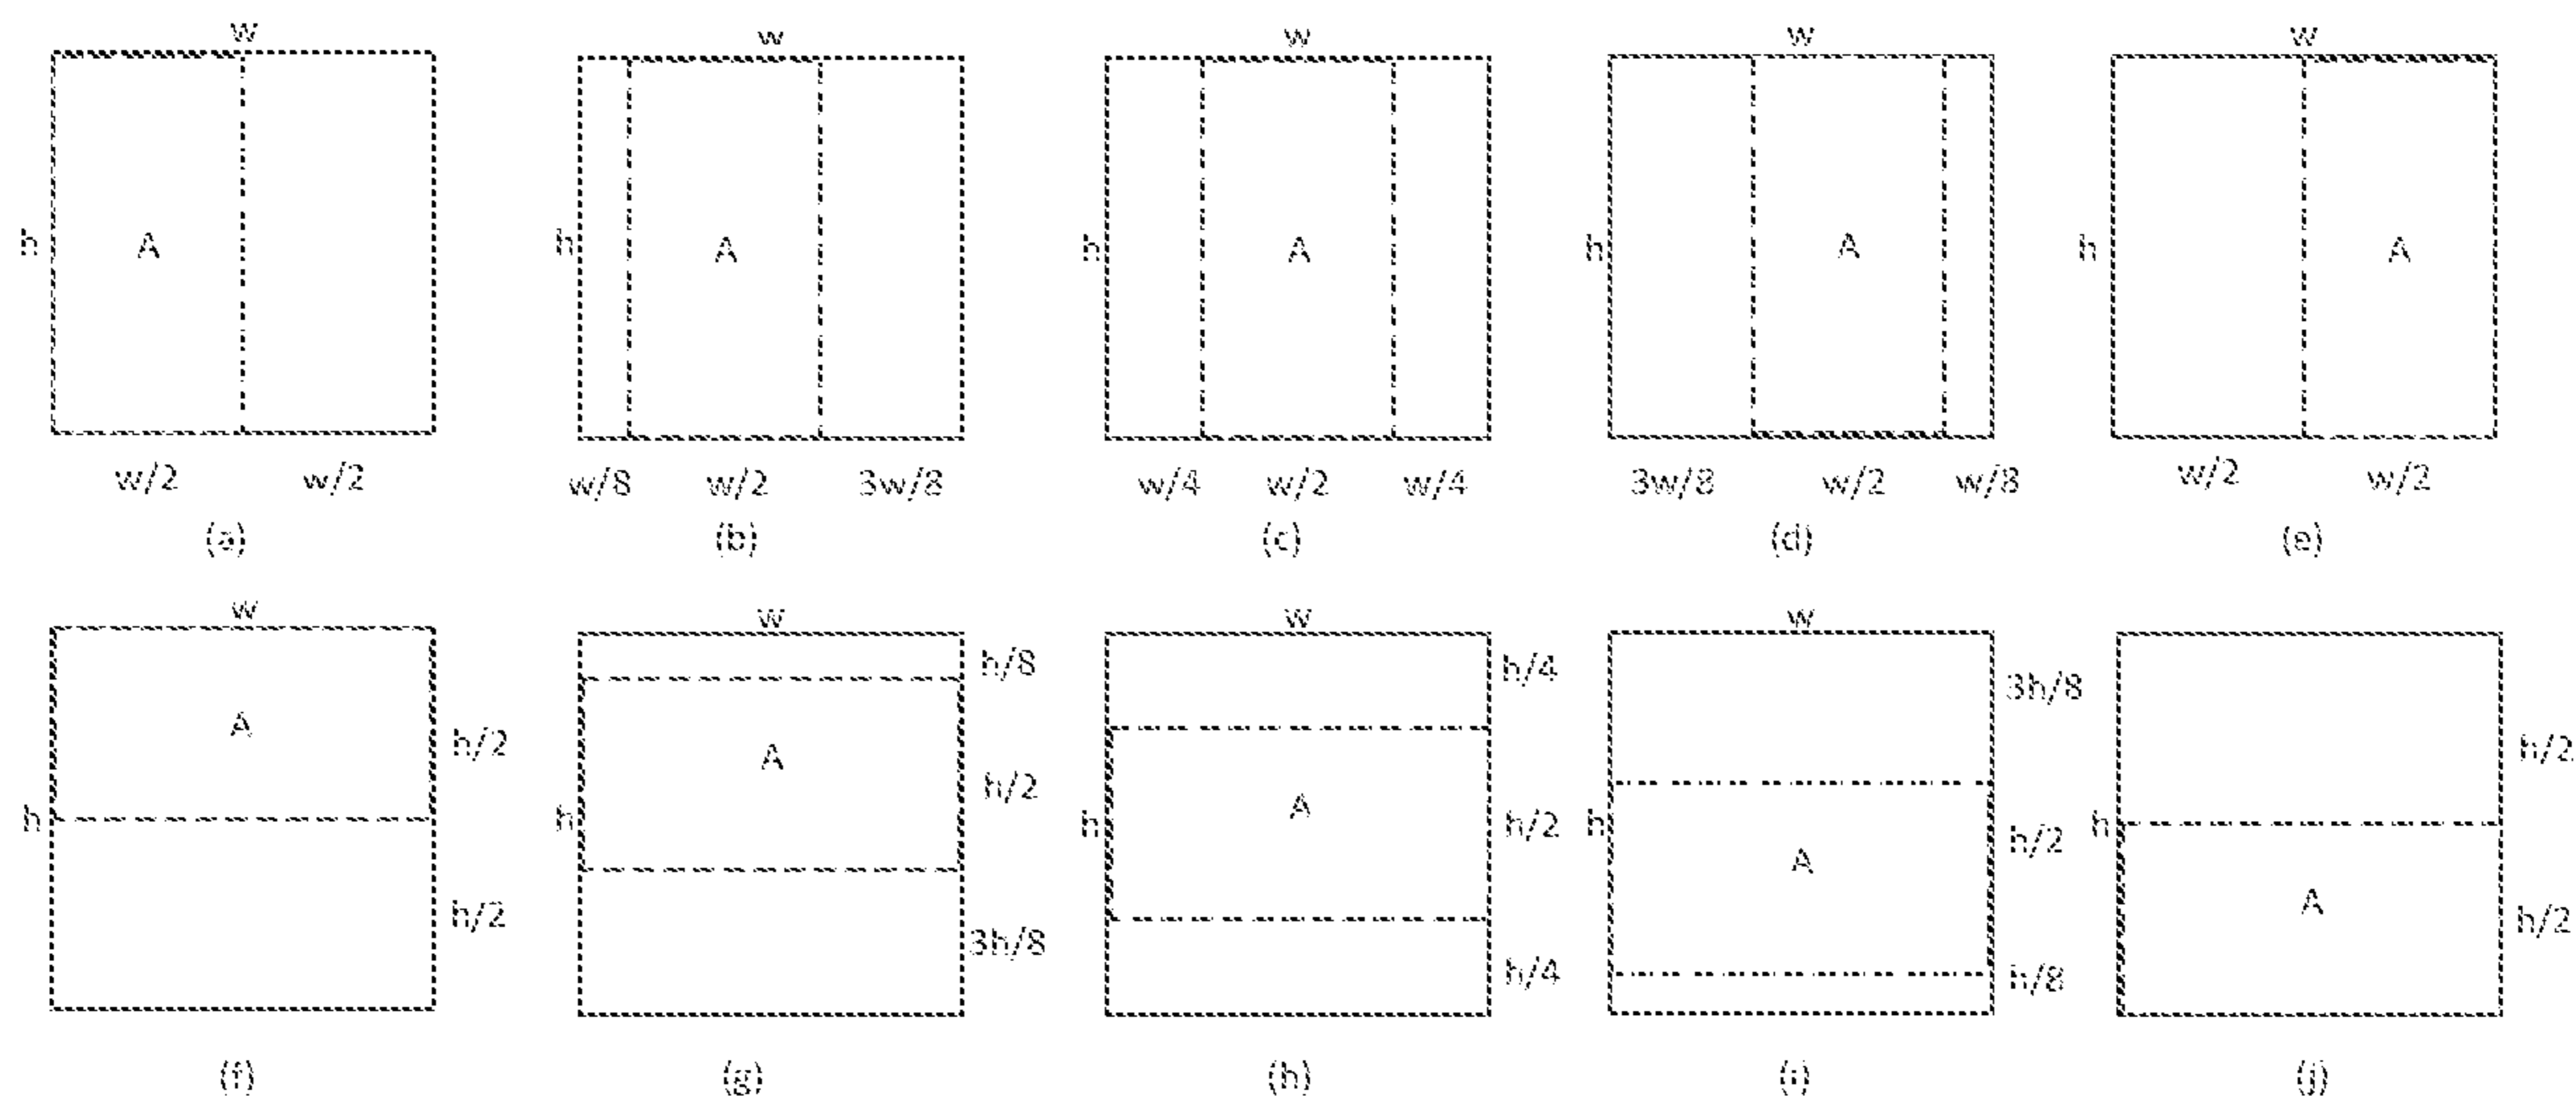 w w w w w
h A h A h A h A h A
w/2 w/2 w/8 w/2 3w/8 w/4 w/2 w/4 3w/8 w/2 w/8 w/2 w/2
(a) (b) (c) (d) (e)
w w w w
h/8 h/4 3h/8
A h/2 A h/2 A h/2 A h/2 h/2
h h h h h
A
h/2 3h/8 h/4 h/8 h/2
(f) (g) (h) (i) (j)